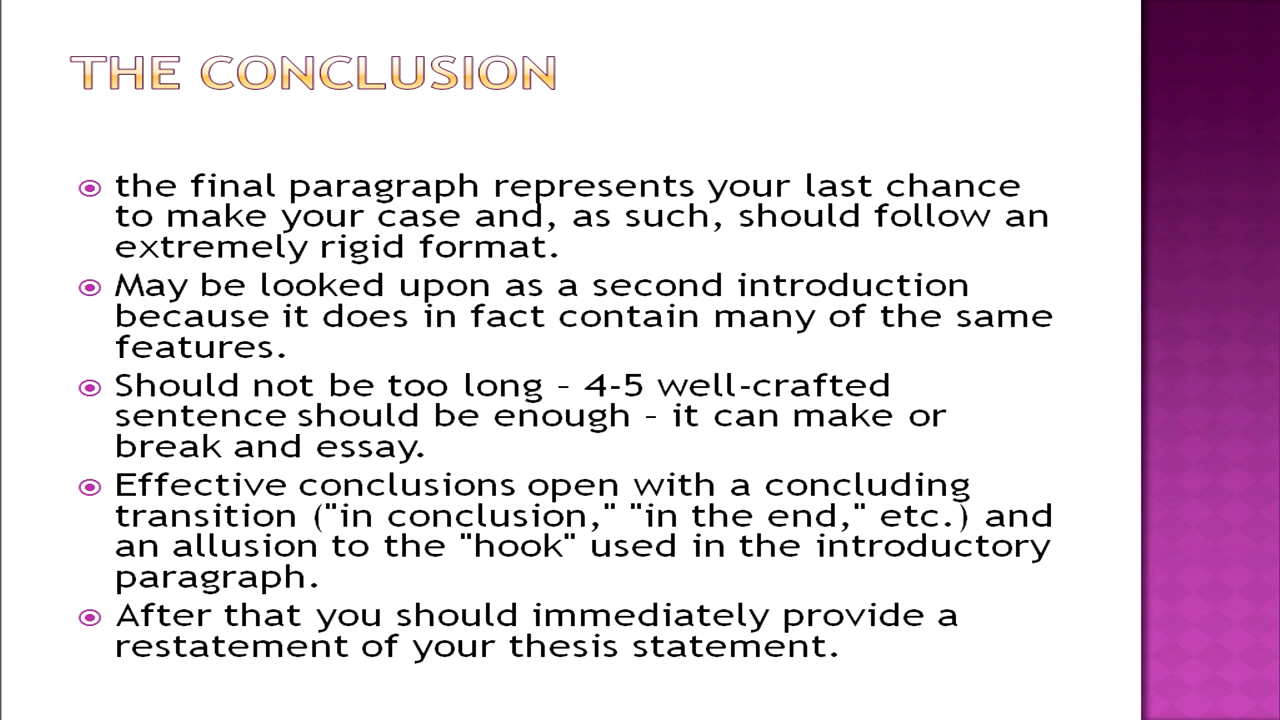 THE CONCLUSION
the final paragraph represents your last chance
to make your case and, as such, should follow an
extremely rigid format.
May be looked upon as a second introduction
because it does in fact contain many of the same
features.
Should not be too long - 4-5 well-crafted
sentence should be enough - it can make or
break and essay.
Effective conclusions open with a concluding
transition ("in conclusion," "in the end," etc.) and
an allusion to the "hook" used in the introductory
paragraph.
After that you should immediately provide a
restatement of your thesis statement.